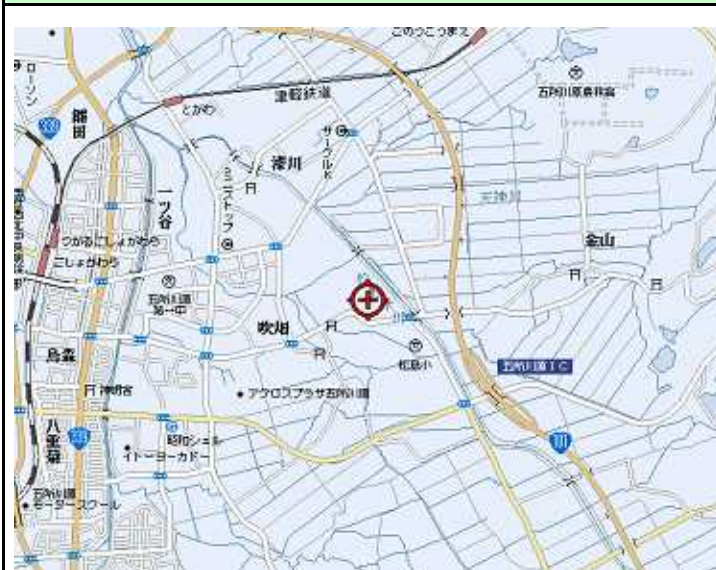 このつこうまえ
ローソン
津軽鉄道
五所川原農林高
とがわ
339
サークルK
漆川
ミニストップ
一ツ谷
天神川
金山
つがるごしょがわら
ごしょがわら
五所川原第一中
吹畑
松島小
五所川原IC
烏森
神明宮
アクロスプラザ五所川原
八重菊
339
昭和シェル
イトーヨーカドー
101
五所川原
モータースクール